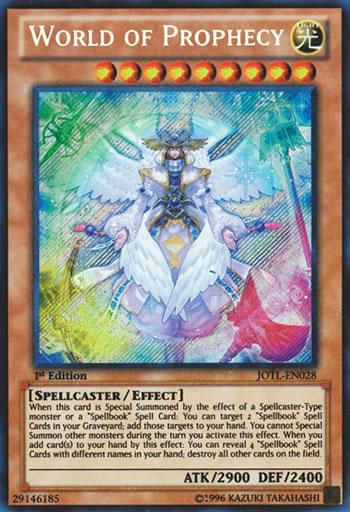 WORLD OF PROPHECY
LIGHT
光
1st Edition
JOTL-EN028
[SPELLCASTER/EFFECT]
When this card is Special Summoned by the effect of a Spellcaster-Type
monster or a "Spellbook" Spell Card: You can target 2 "Spellbook" Spell
Cards in your Graveyard; add those targets to your hand. You cannot Special
Summon other monsters during the turn you activate this effect. When you
add card(s) to your hand by this effect: You can reveal 4 "Spellbook" Spell
Cards with different names in your hand; destroy all other cards on the field.
ATK/2900 DEF/2400
29146185
©1996 KAZUKI TAKAHASHI